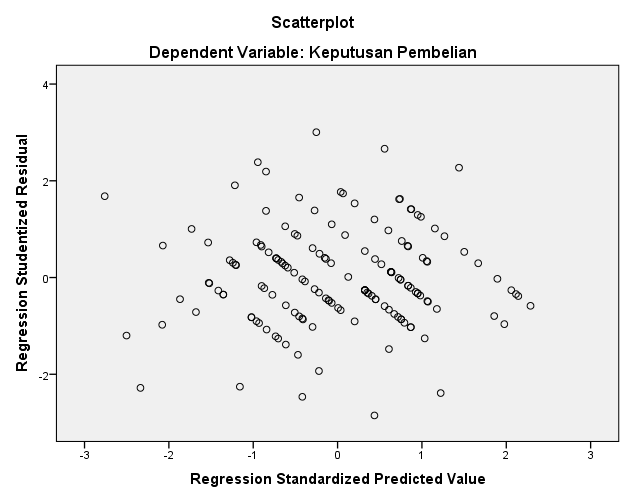 Scatterplot
Dependent Variable: Keputusan Pembelian
Regression Studentized Residual
4
2
0
-2
-3
-2
-1
0
1
2
3
Regression Standardized Predicted Value